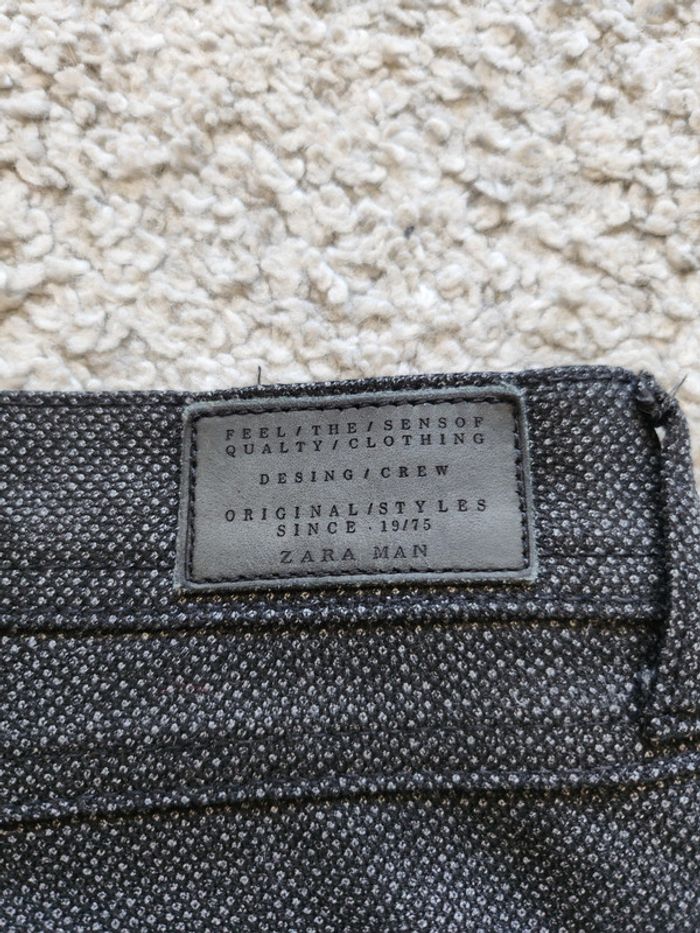 FEEL/THE/SENSOF
QUALTY/CLOTHING
DESING/CREW
ORIGINAL/STYLES
SINCE · 19/75
ZARA MAN